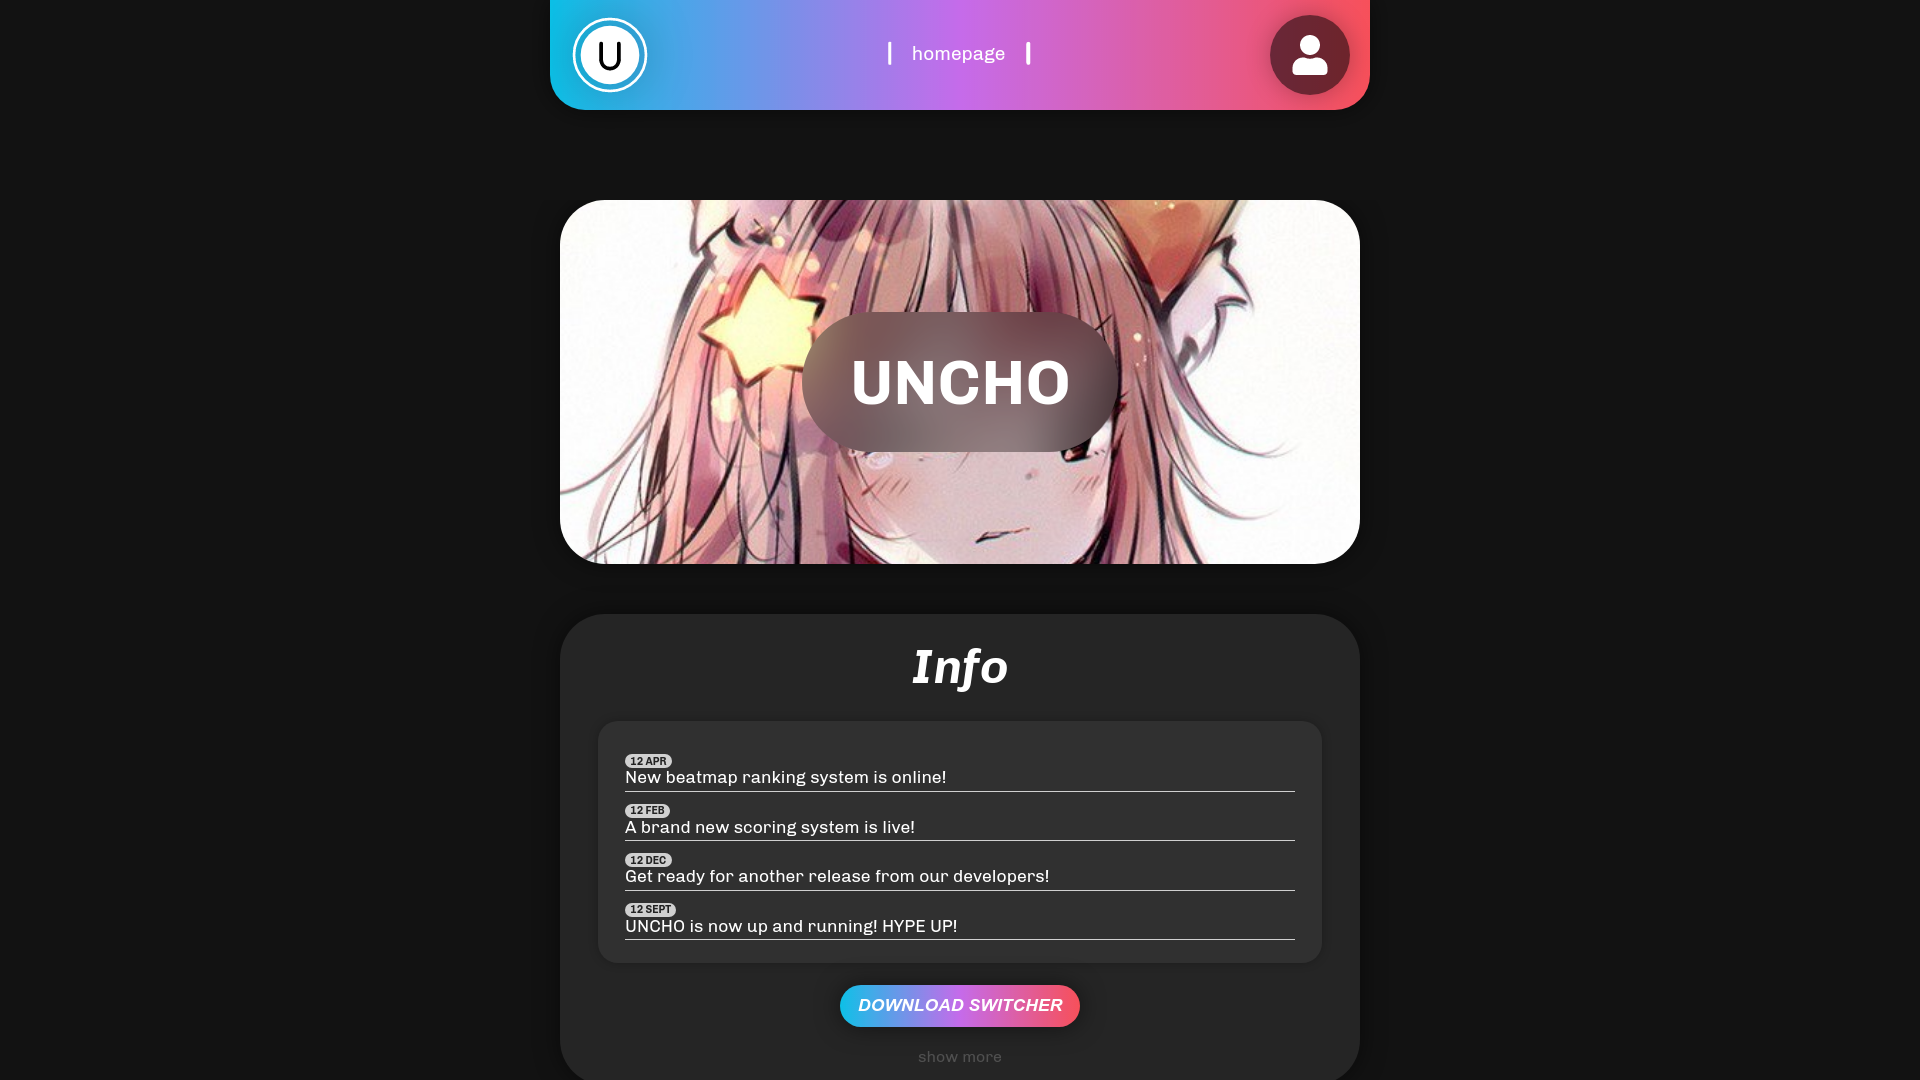 U
homepage
UNCHO
Info
12 APR
New beatmap ranking system is online!
12 FEB
A brand new scoring system is live!
12 DEC
Get ready for another release from our developers!
12 SEPT
UNCHO is now up and running! HYPE UP!
DOWNLOAD SWITCHER
show more